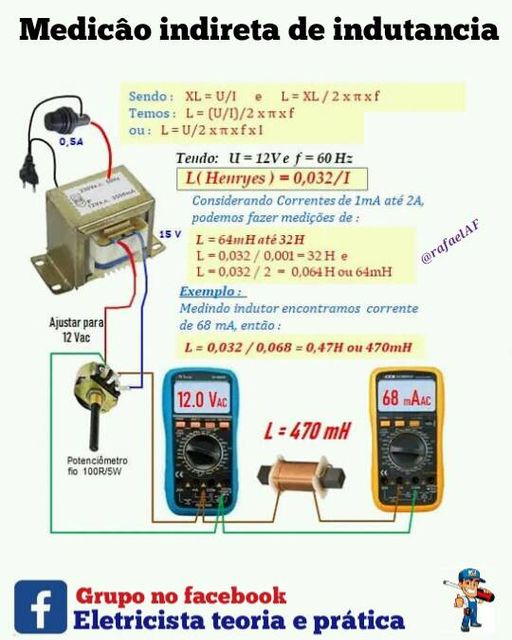 Medicâo indireta de indutancia
Sendo : XL = U/I e L = XL / 2 x π x f
Temos : L = (U/I)/2 x π x f
ou : L = U/2 x π x f x I
0,5A
Tendo: U = 12V e f = 60 Hz
L( Henryes ) = 0,032/I
Considerando Correntes de 1mA até 2A,
podemos fazer medições de :
15 V
L = 64mH até 32H
L = 0,032 / 0,001 = 32 H e
L = 0,032 / 2 = 0,064H ou 64mH
@rafaelAF
Exemplo :
Medindo indutor encontramos corrente
de 68 mA, então :
L = 0,032 / 0,068 = 0,47H ou 470mH
Ajustar para
12 Vac
12.0 VAC
68 mAAC
L = 470 mH
Potenciômetro
fio 100R/5W
f
Grupo no facebook
Eletricista teoria e prática